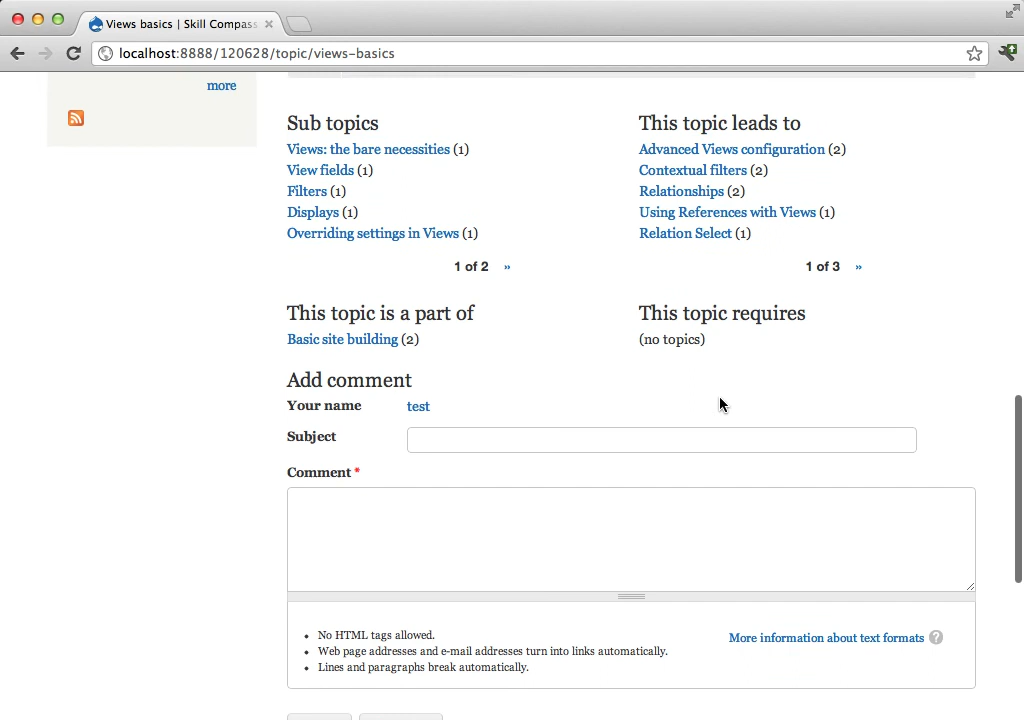 Views basics | Skill Compass
localhost:8888/120628/topic/views-basics
more
Sub topics
Views: the bare necessities (1)
View fields (1)
Filters (1)
Displays (1)
Overriding settings in Views (1)
1 of 2 »
This topic leads to
Advanced Views configuration (2)
Contextual filters (2)
Relationships (2)
Using References with Views (1)
Relation Select (1)
1 of 3 »
This topic is a part of
Basic site building (2)
This topic requires
(no topics)
Add comment
Your name test
Subject
Comment *
No HTML tags allowed.
Web page addresses and e-mail addresses turn into links automatically.
Lines and paragraphs break automatically.
More information about text formats ?